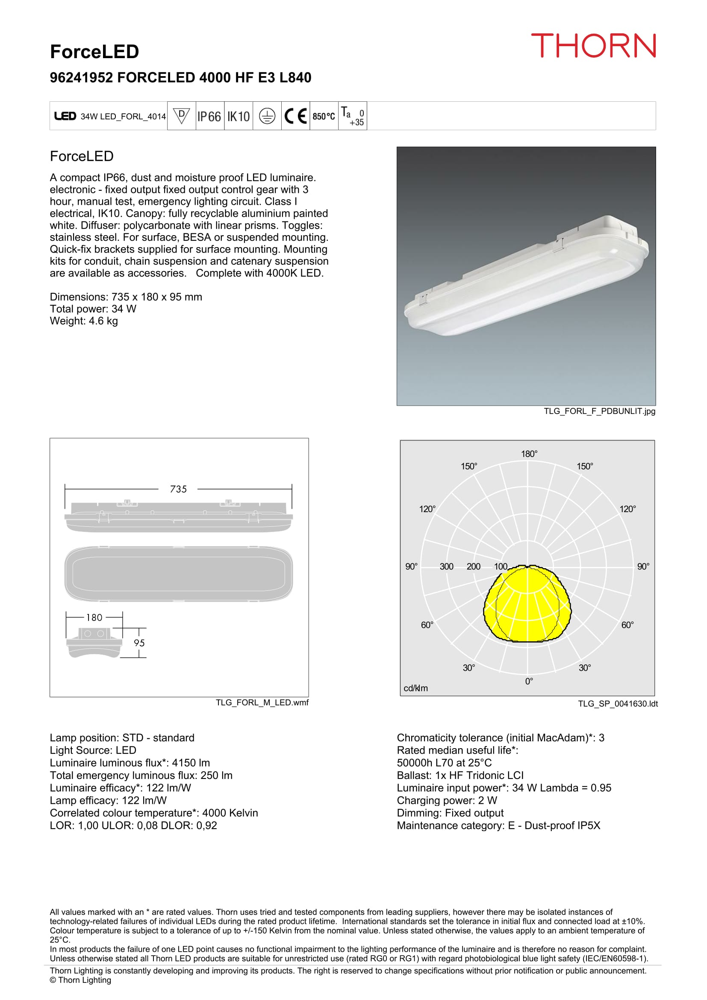 ForceLED
THORN
96241952 FORCELED 4000 HF E3 L840
LED 34W LED_FORL_4014 D IP66 IK10 CE 850°C Ta 0 +35
ForceLED
A compact IP66, dust and moisture proof LED luminaire.
electronic - fixed output fixed output control gear with 3
hour, manual test, emergency lighting circuit. Class I
electrical, IK10. Canopy: fully recyclable aluminium painted
white. Diffuser: polycarbonate with linear prisms. Toggles:
stainless steel. For surface, BESA or suspended mounting.
Quick-fix brackets supplied for surface mounting. Mounting
kits for conduit, chain suspension and catenary suspension
are available as accessories.   Complete with 4000K LED.
Dimensions: 735 x 180 x 95 mm
Total power: 34 W
Weight: 4.6 kg
TLG_FORL_F_PDBUNLIT.jpg
735
180
95
TLG_FORL_M_LED.wmf
180°
150° 150°
120° 120°
90° 300 200 100 90°
60° 60°
30° 30°
0°
cd/klm
TLG_SP_0041630.ldt
Lamp position: STD - standard
Light Source: LED
Luminaire luminous flux*: 4150 lm
Total emergency luminous flux: 250 lm
Luminaire efficacy*: 122 lm/W
Lamp efficacy: 122 lm/W
Correlated colour temperature*: 4000 Kelvin
LOR: 1,00 ULOR: 0,08 DLOR: 0,92
Chromaticity tolerance (initial MacAdam)*: 3
Rated median useful life*:
50000h L70 at 25°C
Ballast: 1x HF Tridonic LCI
Luminaire input power*: 34 W Lambda = 0.95
Charging power: 2 W
Dimming: Fixed output
Maintenance category: E - Dust-proof IP5X
All values marked with an * are rated values. Thorn uses tried and tested components from leading suppliers, however there may be isolated instances of
technology-related failures of individual LEDs during the rated product lifetime.  International standards set the tolerance in initial flux and connected load at ±10%.
Colour temperature is subject to a tolerance of up to +/-150 Kelvin from the nominal value. Unless stated otherwise, the values apply to an ambient temperature of
25°C.
In most products the failure of one LED point causes no functional impairment to the lighting performance of the luminaire and is therefore no reason for complaint.
Unless otherwise stated all Thorn LED products are suitable for unrestricted use (rated RG0 or RG1) with regard photobiological blue light safety (IEC/EN60598-1).
Thorn Lighting is constantly developing and improving its products. The right is reserved to change specifications without prior notification or public announcement.
© Thorn Lighting